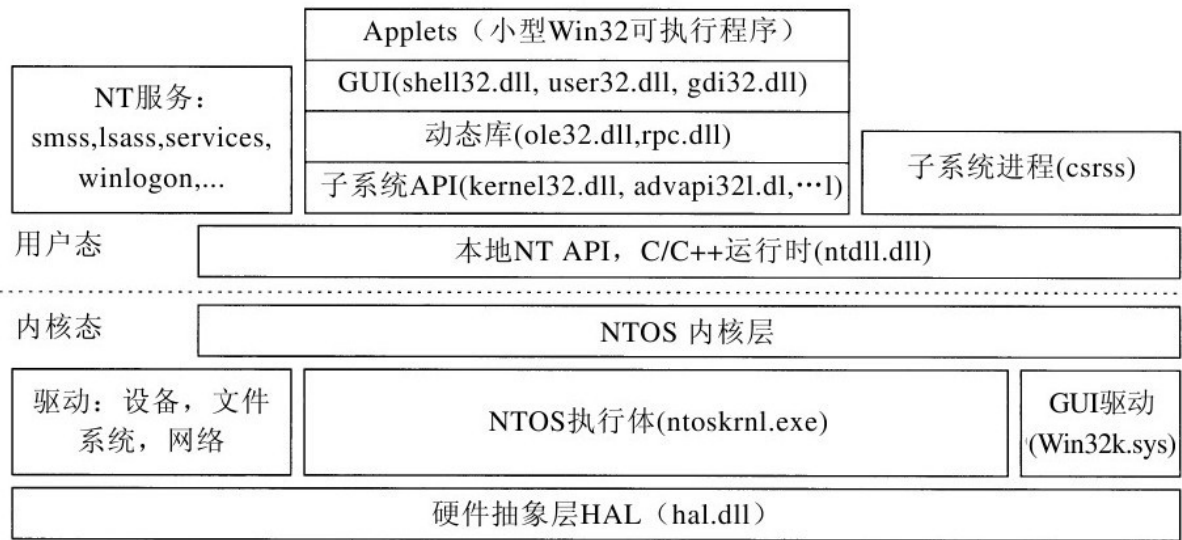 Applets（小型Win32可执行程序）
GUI(shell32.dll, user32.dll, gdi32.dll)
动态库(ole32.dll,rpc.dll)
子系统API(kernel32.dll, advapi32l.dl,…l)
NT服务：
smss,lsass,services,
winlogon,...
子系统进程(csrss)
用户态
本地NT API，C/C++运行时(ntdll.dll)
内核态
NTOS 内核层
驱动：设备，文件
系统，网络
NTOS执行体(ntoskrnl.exe)
GUI驱动
(Win32k.sys)
硬件抽象层HAL（hal.dll）